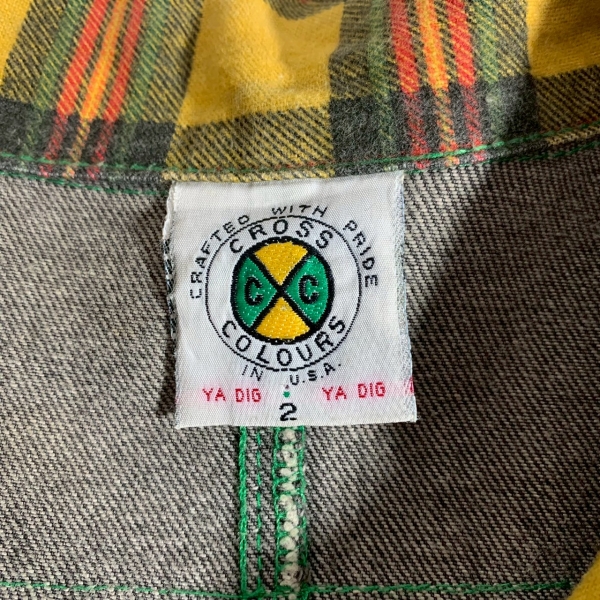 CRAFTED WITH PRIDE
CROSS
C C
COLOURS
IN U.S.A.
YA DIG YA DIG
2